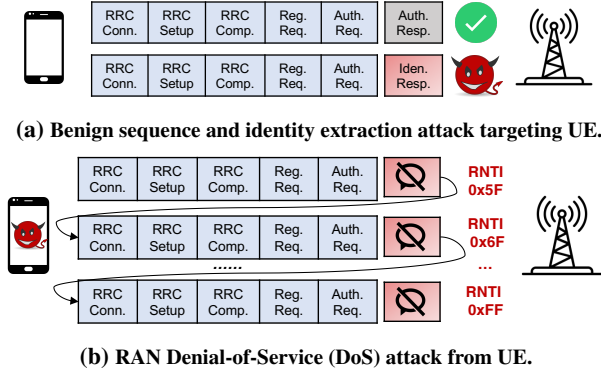 RRC Conn. RRC Setup RRC Comp. Reg. Req. Auth. Req. Auth. Resp.
RRC Conn. RRC Setup RRC Comp. Reg. Req. Auth. Req. Iden. Resp.
(a) Benign sequence and identity extraction attack targeting UE.
RRC Conn. RRC Setup RRC Comp. Reg. Req. Auth. Req. RNTI 0x5F
RRC Conn. RRC Setup RRC Comp. Reg. Req. Auth. Req. RNTI 0x6F
...... ...
RRC Conn. RRC Setup RRC Comp. Reg. Req. Auth. Req. RNTI 0xFF
(b) RAN Denial-of-Service (DoS) attack from UE.